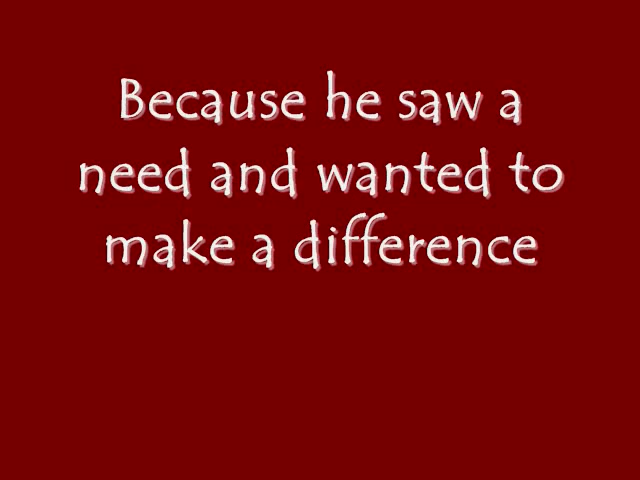 Because he saw a
need and wanted to
make a difference